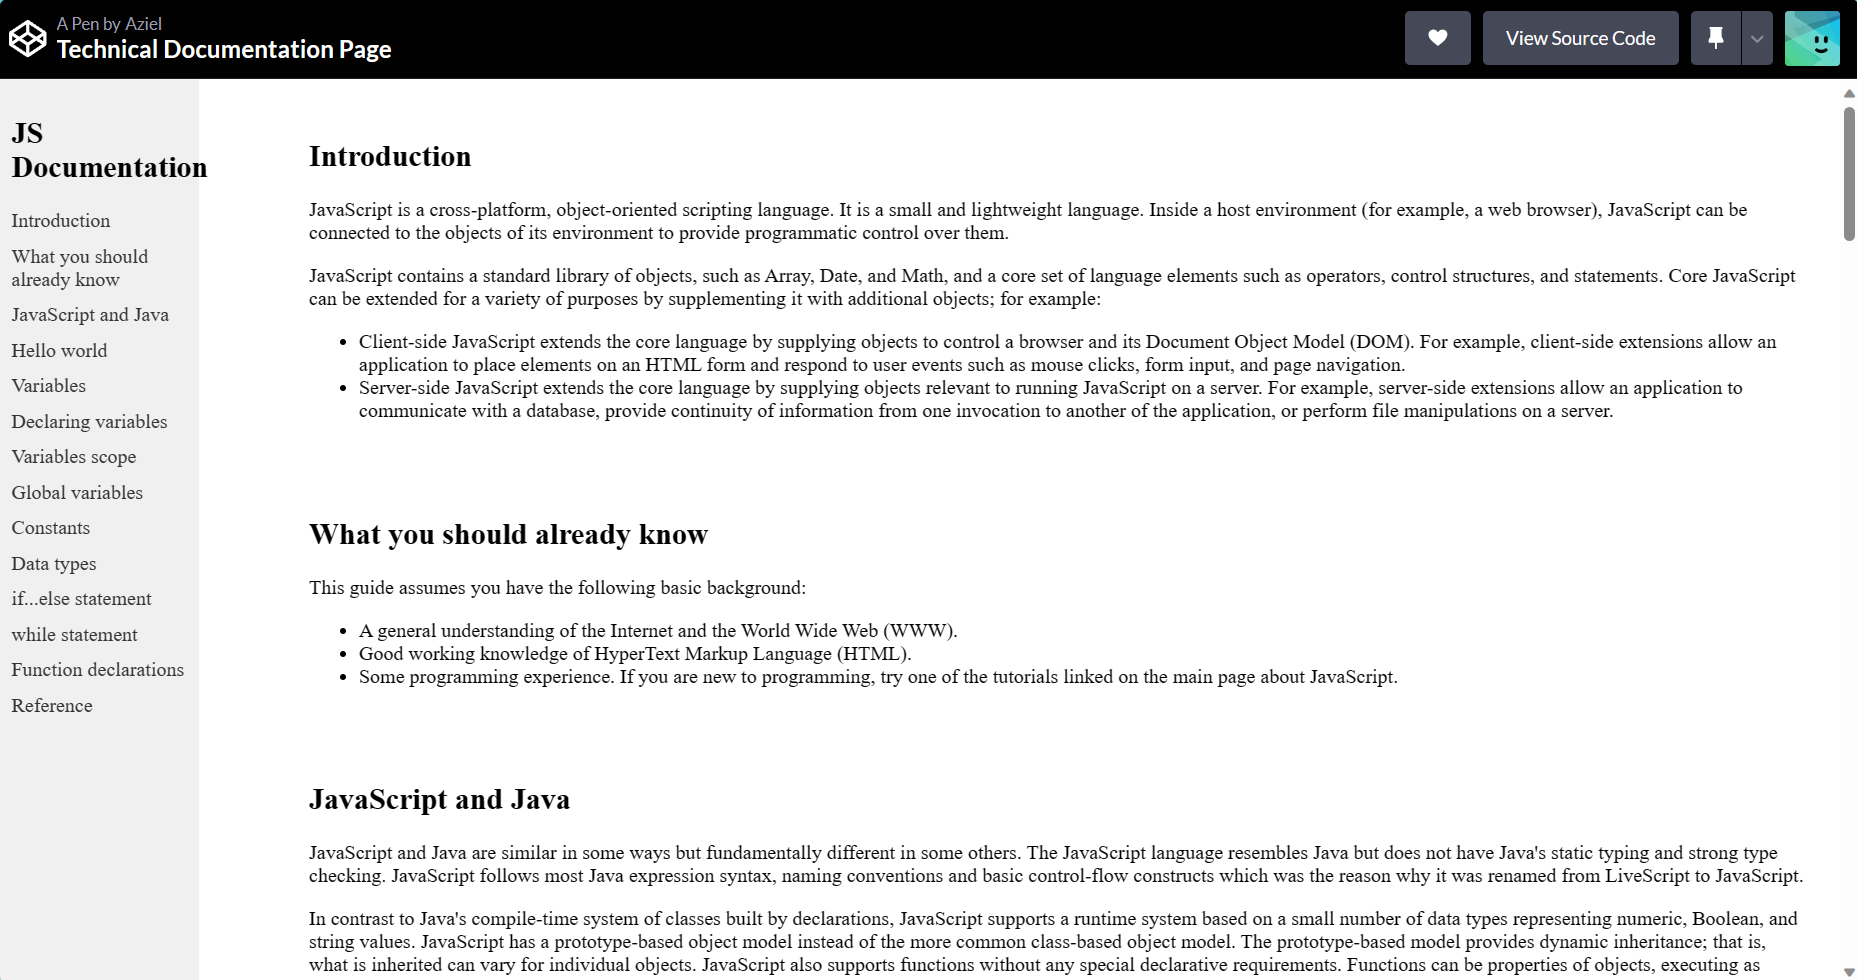 A Pen by Aziel
Technical Documentation Page
View Source Code
JS
Documentation
Introduction
What you should
already know
JavaScript and Java
Hello world
Variables
Declaring variables
Variables scope
Global variables
Constants
Data types
if...else statement
while statement
Function declarations
Reference
Introduction
JavaScript is a cross-platform, object-oriented scripting language. It is a small and lightweight language. Inside a host environment (for example, a web browser), JavaScript can be
connected to the objects of its environment to provide programmatic control over them.
JavaScript contains a standard library of objects, such as Array, Date, and Math, and a core set of language elements such as operators, control structures, and statements. Core JavaScript
can be extended for a variety of purposes by supplementing it with additional objects; for example:
• Client-side JavaScript extends the core language by supplying objects to control a browser and its Document Object Model (DOM). For example, client-side extensions allow an
application to place elements on an HTML form and respond to user events such as mouse clicks, form input, and page navigation.
• Server-side JavaScript extends the core language by supplying objects relevant to running JavaScript on a server. For example, server-side extensions allow an application to
communicate with a database, provide continuity of information from one invocation to another of the application, or perform file manipulations on a server.
What you should already know
This guide assumes you have the following basic background:
• A general understanding of the Internet and the World Wide Web (WWW).
• Good working knowledge of HyperText Markup Language (HTML).
• Some programming experience. If you are new to programming, try one of the tutorials linked on the main page about JavaScript.
JavaScript and Java
JavaScript and Java are similar in some ways but fundamentally different in some others. The JavaScript language resembles Java but does not have Java's static typing and strong type
checking. JavaScript follows most Java expression syntax, naming conventions and basic control-flow constructs which was the reason why it was renamed from LiveScript to JavaScript.
In contrast to Java's compile-time system of classes built by declarations, JavaScript supports a runtime system based on a small number of data types representing numeric, Boolean, and
string values. JavaScript has a prototype-based object model instead of the more common class-based object model. The prototype-based model provides dynamic inheritance; that is,
what is inherited can vary for individual objects. JavaScript also supports functions without any special declarative requirements. Functions can be properties of objects, executing as